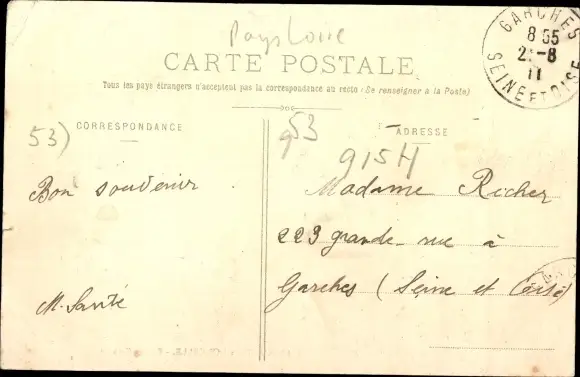 Pays Loire
CARTE POSTALE
Tous les pays étrangers n'acceptent pas la correspondance au recto (Se renseigner à la Poste)
GARCHES
8 55
2 -8
11
SEINE ET OISE
53)
CORRESPONDANCE
53
ADRESSE
9154
Bon souvenir
M. Santé
Madame Richer
223 grande rue à
Garches (Seine et Oise)